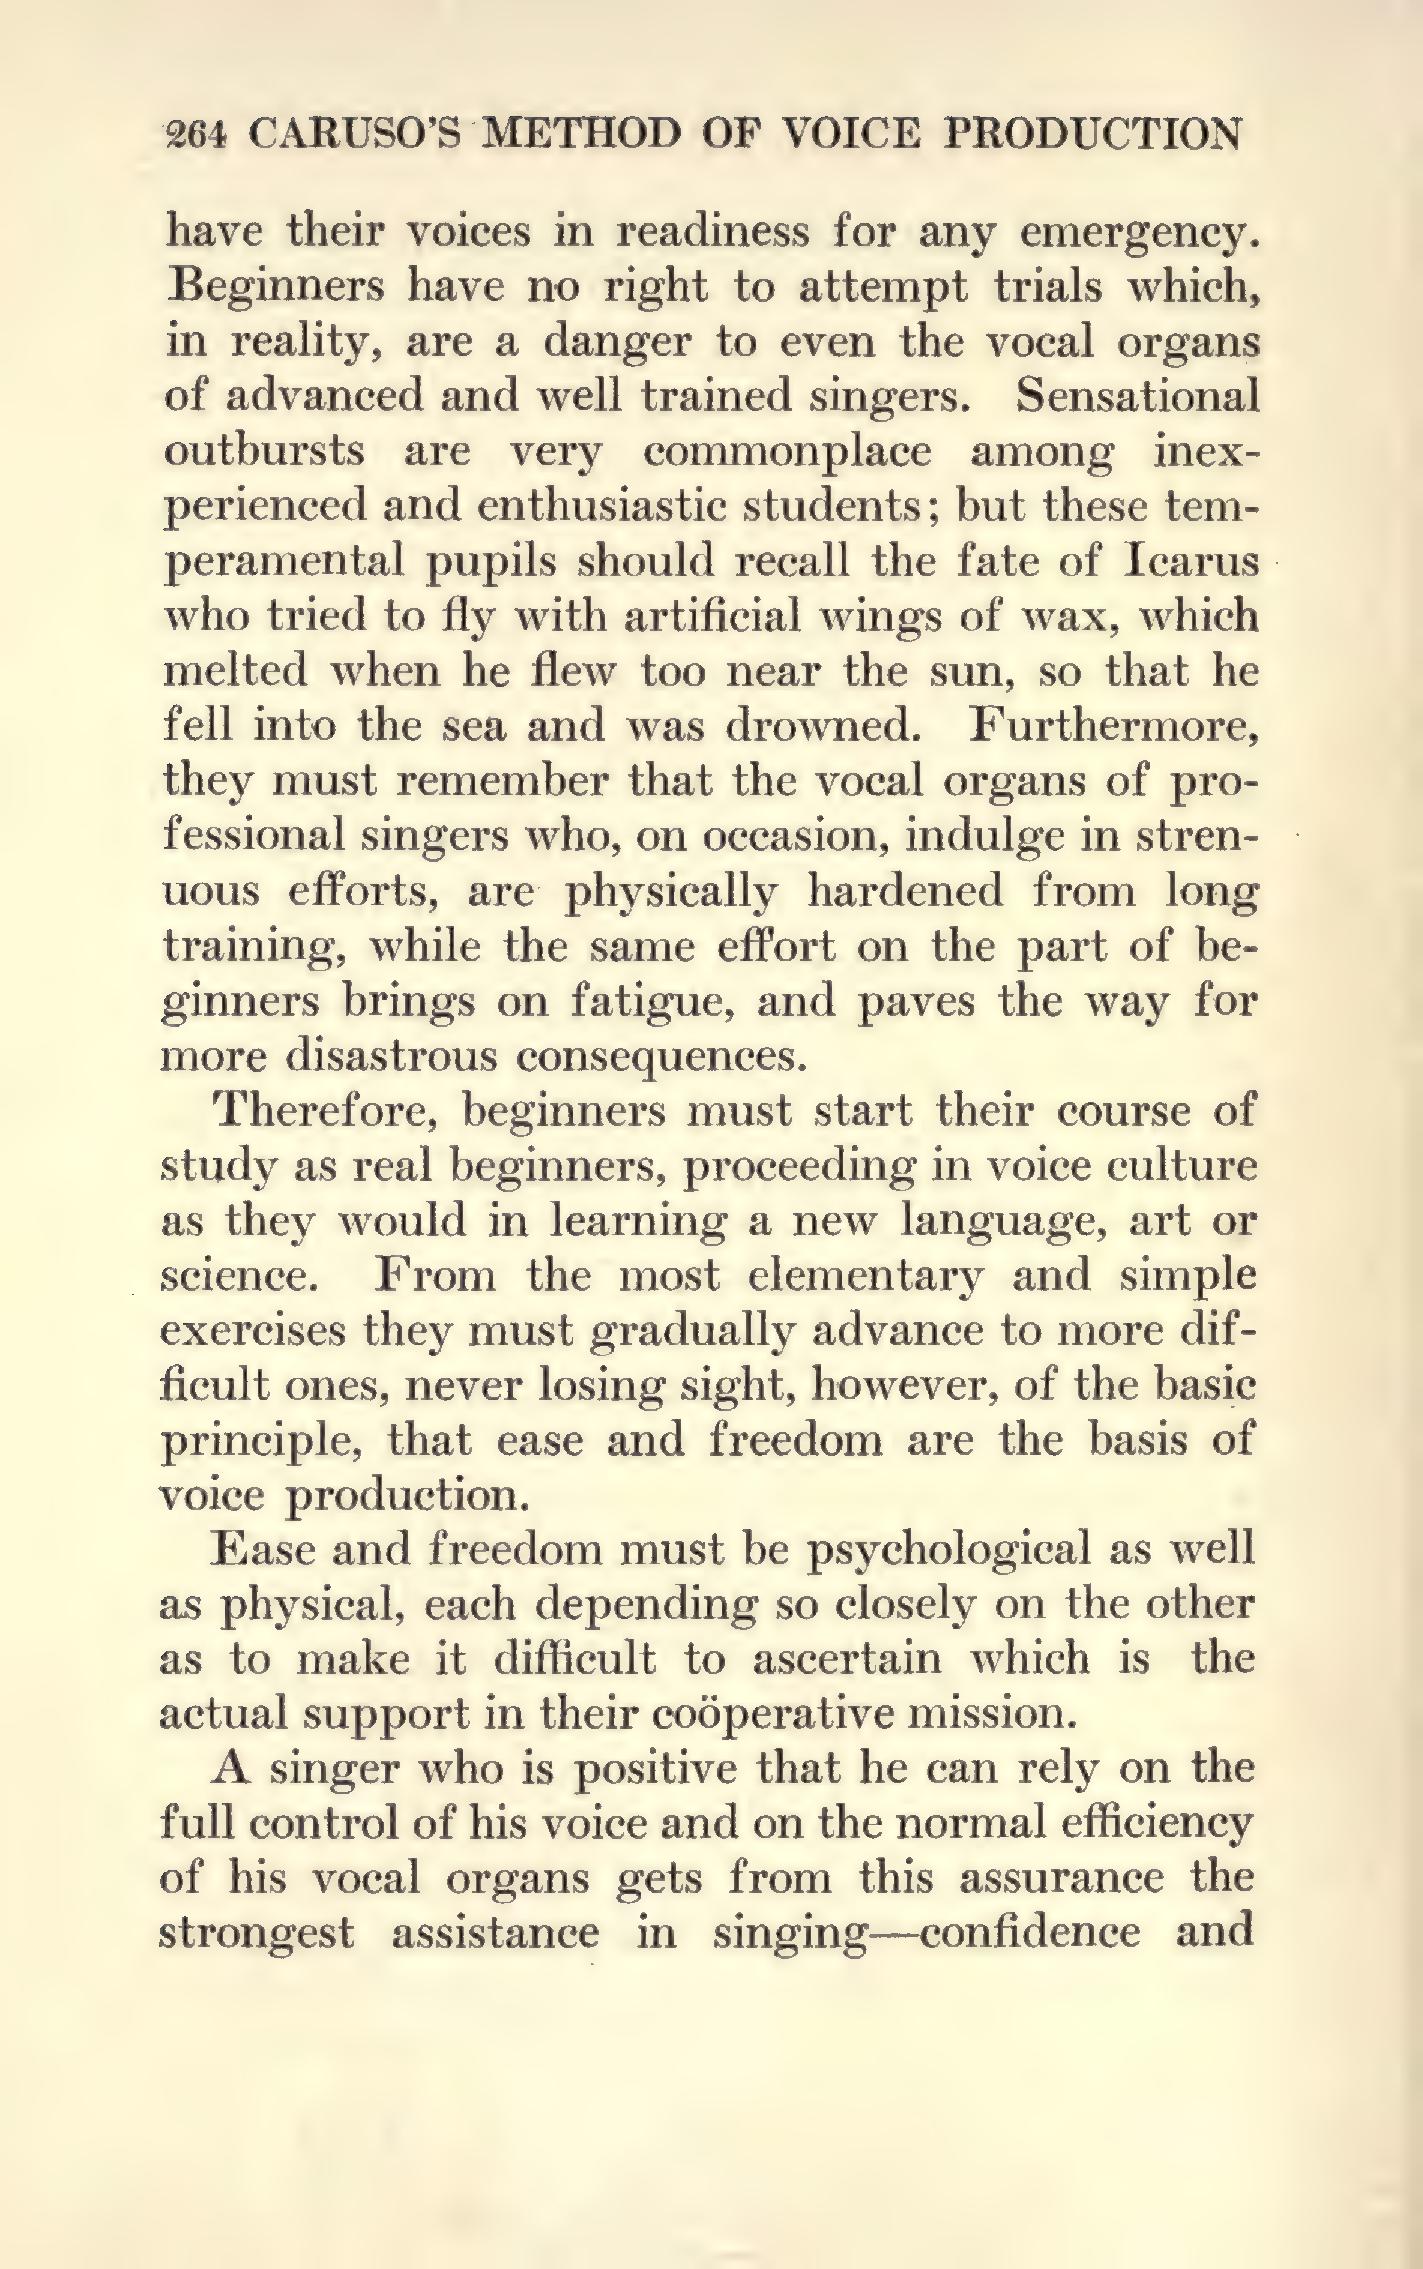 264 CARUSO'S METHOD OF VOICE PRODUCTION
have their voices in readiness for any emergency.
Beginners have no right to attempt trials which,
in reality, are a danger to even the vocal organs
of advanced and well trained singers. Sensational
outbursts are very commonplace among inex-
perienced and enthusiastic students; but these tem-
peramental pupils should recall the fate of Icarus
who tried to fly with artificial wings of wax, which
melted when he flew too near the sun, so that he
fell into the sea and was drowned. Furthermore,
they must remember that the vocal organs of pro-
fessional singers who, on occasion, indulge in stren-
uous efforts, are physically hardened from long
training, while the same effort on the part of be-
ginners brings on fatigue, and paves the way for
more disastrous consequences.
Therefore, beginners must start their course of
study as real beginners, proceeding in voice culture
as they would in learning a new language, art or
science. From the most elementary and simple
exercises they must gradually advance to more dif-
ficult ones, never losing sight, however, of the basic
principle, that ease and freedom are the basis of
voice production.
Ease and freedom must be psychological as well
as physical, each depending so closely on the other
as to make it difficult to ascertain which is the
actual support in their coöperative mission.
A singer who is positive that he can rely on the
full control of his voice and on the normal efficiency
of his vocal organs gets from this assurance the
strongest assistance in singing—confidence and